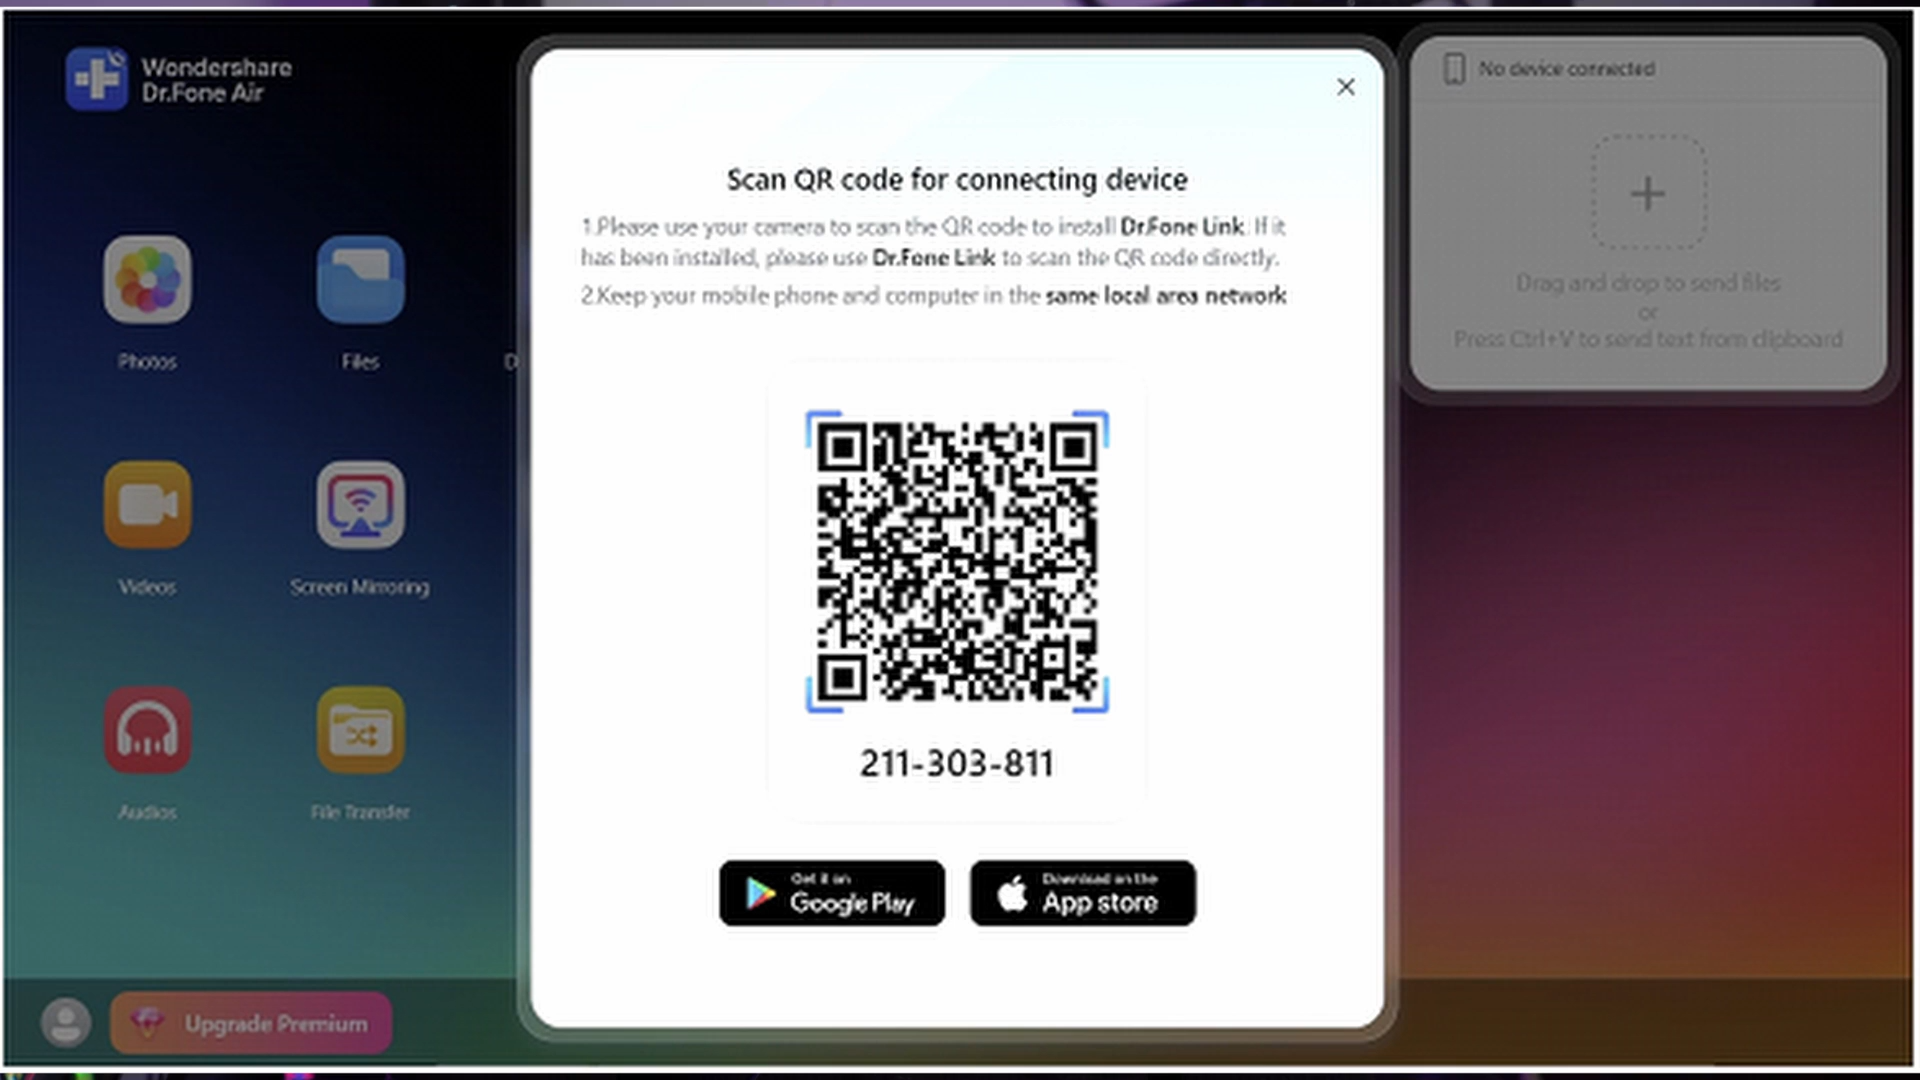 Wondershare
Dr.Fone Air
Photos
Files
D
Videos
Screen Mirroring
Audios
File Transfer
Upgrade Premium
Scan QR code for connecting device
1.Please use your camera to scan the QR code to install Dr.Fone Link. If it
has been installed, please use Dr.Fone Link to scan the QR code directly.
2.Keep your mobile phone and computer in the same local area network
211-303-811
Get it on
Google Play
Download on the
App store
No device connected
Drag and drop to send files
or
Press Ctrl+V to send text from clipboard